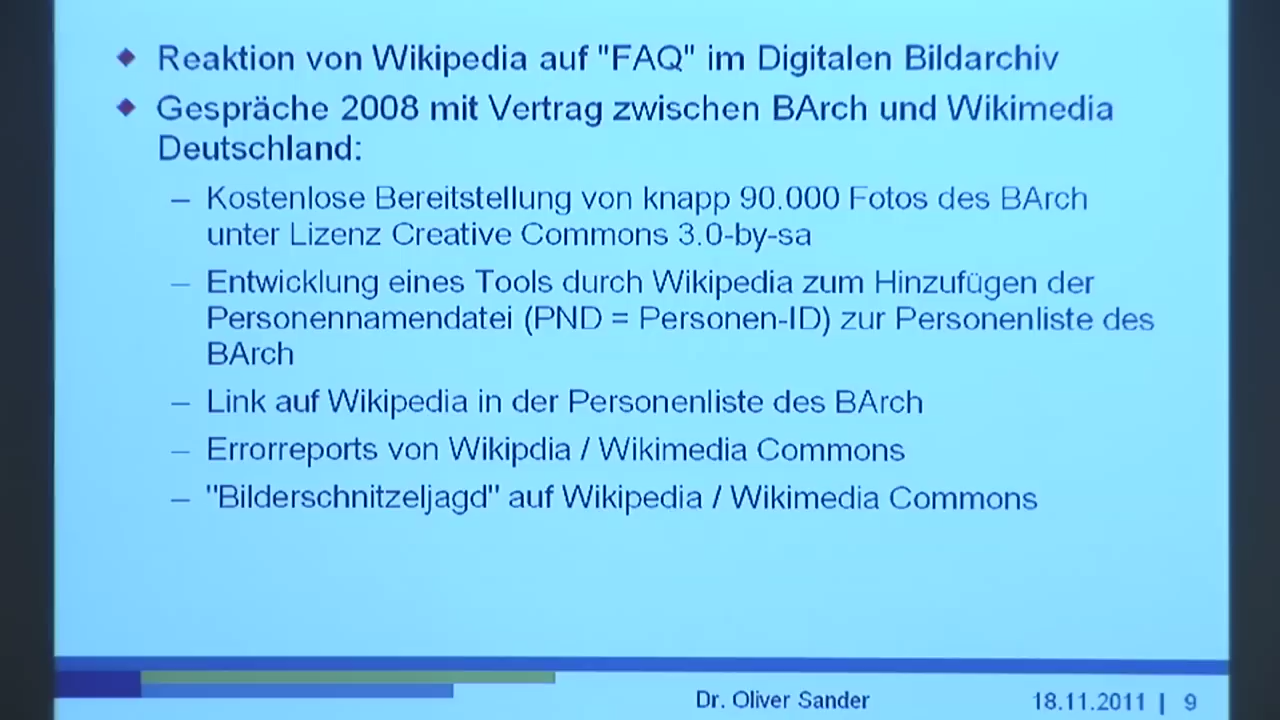 Reaktion von Wikipedia auf "FAQ" im Digitalen Bildarchiv
Gespräche 2008 mit Vertrag zwischen BArch und Wikimedia
Deutschland:
– Kostenlose Bereitstellung von knapp 90.000 Fotos des BArch
unter Lizenz Creative Commons 3.0-by-sa
– Entwicklung eines Tools durch Wikipedia zum Hinzufügen der
Personennamendatei (PND = Personen-ID) zur Personenliste des
BArch
– Link auf Wikipedia in der Personenliste des BArch
– Errorreports von Wikipdia / Wikimedia Commons
– "Bilderschnitzeljagd" auf Wikipedia / Wikimedia Commons
Dr. Oliver Sander 18.11.2011 | 9